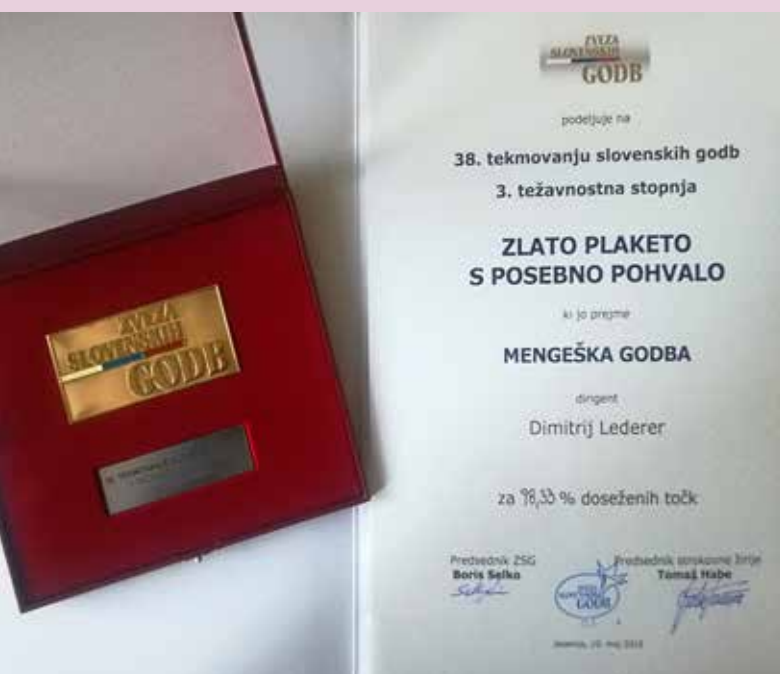 ZVEZA
SLOVENSKIH
GODB
ZVEZA
SLOVENSKIH
GODB
podeljuje na
38. tekmovanju slovenskih godb
3. težavnostna stopnja
ZLATO PLAKETO
S POSEBNO POHVALO
ki jo prejme
MENGEŠKA GODBA
dirigent
Dimitrij Lederer
za 98,33 % doseženih točk
Predsednik ZSG
Boris Selko
Predsednik strokovne žirije
Tomaž Habe
GODB